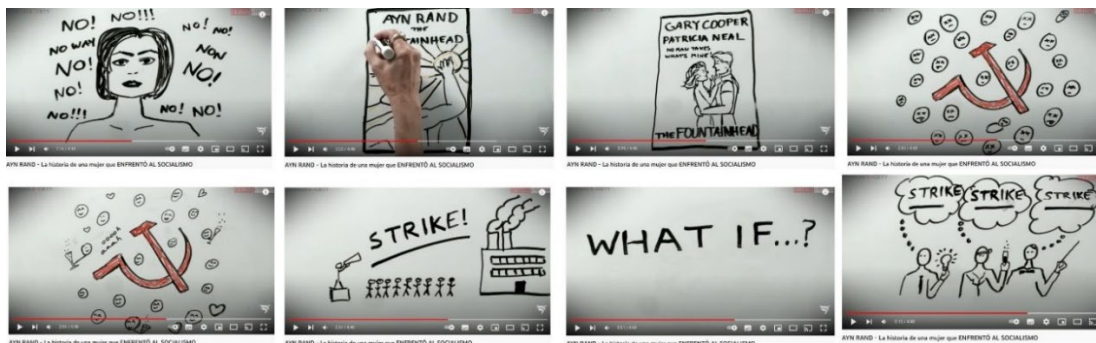 NO! NO!!! NO! NO!
NO WAY NON
NO! NO!
NO!
NO!!! NO! NO!
AYN RAND - La historia de una mujer que ENFRENTÓ AL SOCIALISMO
AYN RAND
THE
AYN RAND - La historia de una mujer que ENFRENTÓ AL SOCIALISMO
GARY COOPER
PATRICIA NEAL
NO MAN TAKES
WHAT'S MINE
THE FOUNTAINHEAD
AYN RAND - La historia de una mujer que ENFRENTÓ AL SOCIALISMO
AYN RAND - La historia de una mujer que ENFRENTÓ AL SOCIALISMO
AYN RAND - La historia de una mujer que ENFRENTÓ AL SOCIALISMO
STRIKE!
AYN RAND - La historia de una mujer que ENFRENTÓ AL SOCIALISMO
WHAT IF...?
AYN RAND - La historia de una mujer que ENFRENTÓ AL SOCIALISMO
STRIKE STRIKE STRIKE
AYN RAND - La historia de una mujer que ENFRENTÓ AL SOCIALISMO